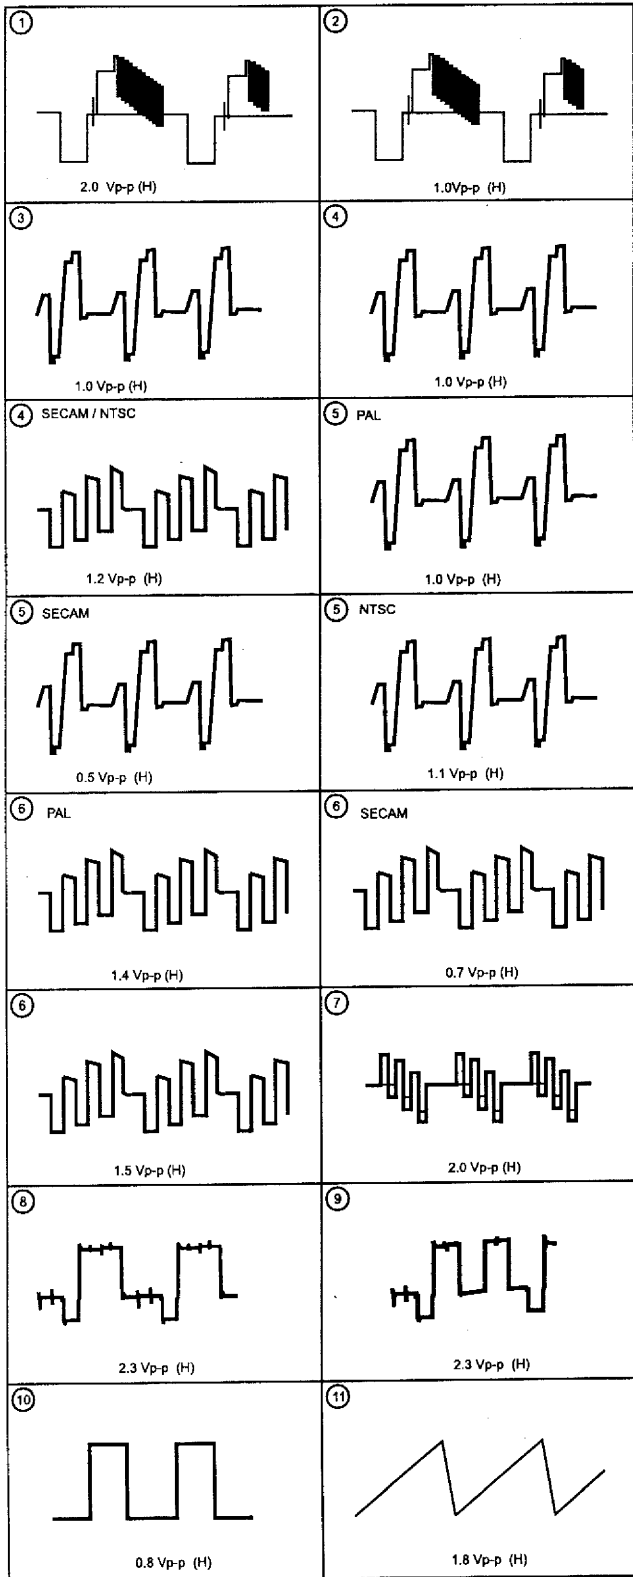 1
2.0 Vp-p (H)
2
1.0Vp-p (H)
3
1.0 Vp-p (H)
4
1.0 Vp-p (H)
4 SECAM / NTSC
1.2 Vp-p (H)
5 PAL
1.0 Vp-p (H)
5 SECAM
0.5 Vp-p (H)
5 NTSC
1.1 Vp-p (H)
6 PAL
1.4 Vp-p (H)
6 SECAM
0.7 Vp-p (H)
6
1.5 Vp-p (H)
7
2.0 Vp-p (H)
8
2.3 Vp-p (H)
9
2.3 Vp-p (H)
10
0.8 Vp-p (H)
11
1.8 Vp-p (H)